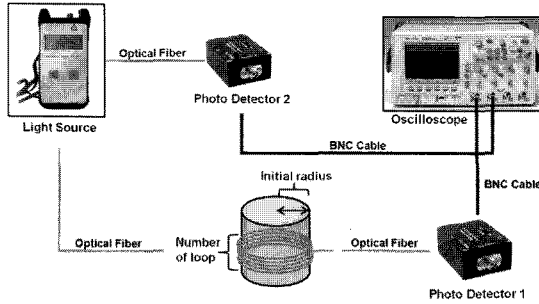 Optical Fiber
Photo Detector 2
Light Source
Oscilloscope
BNC Cable
Initial radius
BNC Cable
Optical Fiber
Number
of loop
Optical Fiber
Photo Detector 1